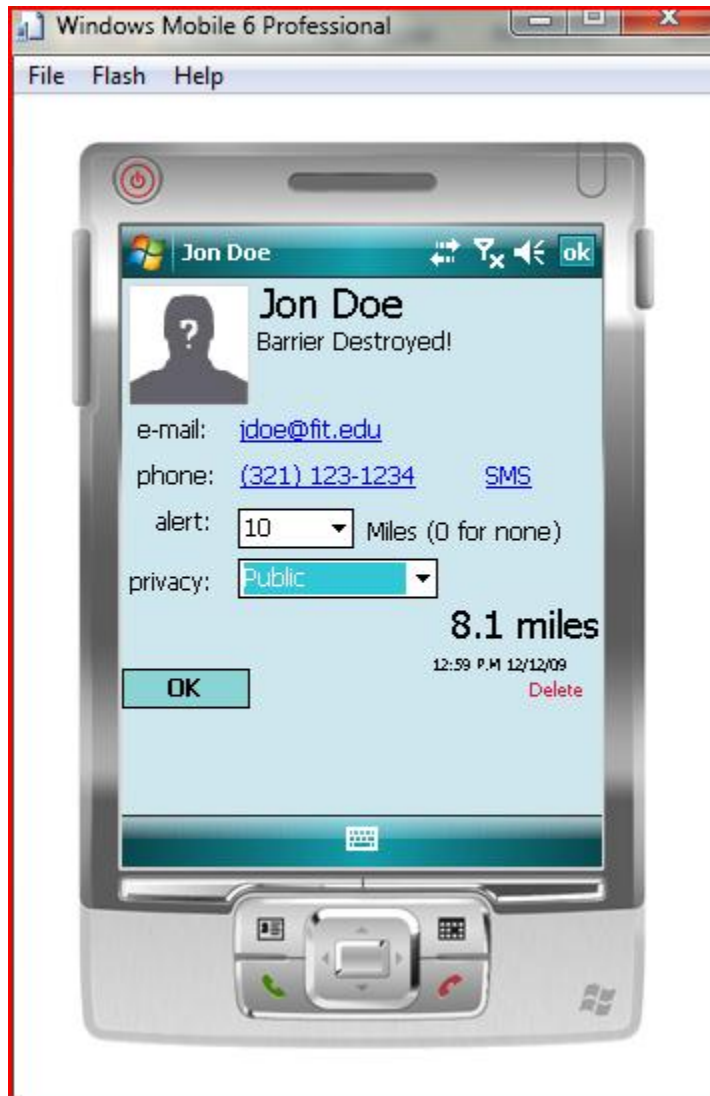 Windows Mobile 6 Professional
File Flash Help
Jon Doe ok
?
Jon Doe
Barrier Destroyed!
e-mail: jdoe@fit.edu
phone: (321) 123-1234 SMS
alert: 10 Miles (0 for none)
privacy: Public
8.1 miles
12:59 P.M 12/12/09
OK Delete